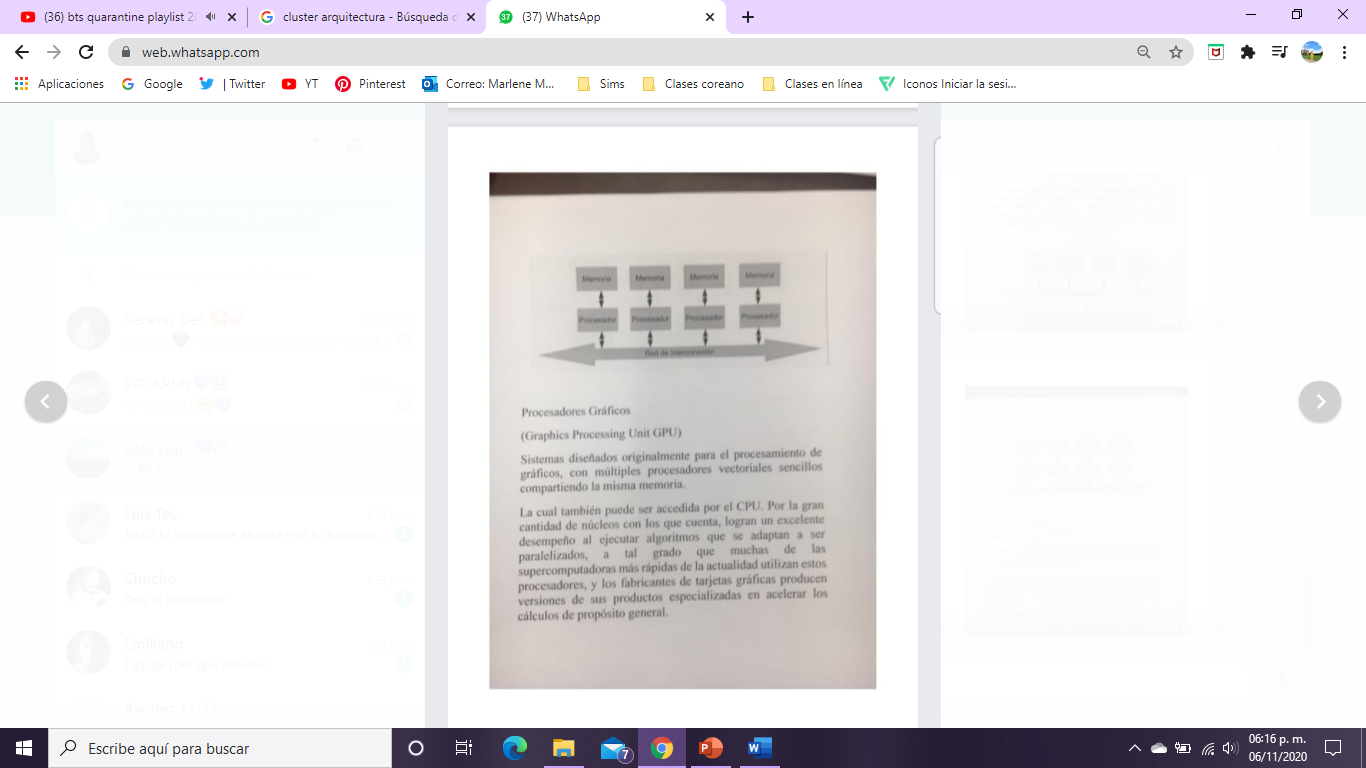 (36) bts quarantine playlist 2
cluster arquitectura - Búsqueda d
(37) WhatsApp
web.whatsapp.com
Aplicaciones
Google
| Twitter
YT
Pinterest
Correo: Marlene M...
Sims
Clases coreano
Clases en línea
Iconos Iniciar la sesi...
Recetas Deli
BFF ARMY
Solo yop!!
Luis Tec
Jajaja lo importante ahorita eres tu hermosa...
Chucho
Que te recetaron?
Emiliano
Jajajajo ¿por qué envidia?
Ajedrez 11-12
Memoria Memoria Memoria Memoria
Procesador Procesador Procesador Procesador
Red de Interconexión
Procesadores Gráficos
(Graphics Processing Unit GPU)
Sistemas diseñados originalmente para el procesamiento de
gráficos, con múltiples procesadores vectoriales sencillos
compartiendo la misma memoria.
La cual también puede ser accedida por el CPU. Por la gran
cantidad de núcleos con los que cuenta, logran un excelente
desempeño al ejecutar algoritmos que se adaptan a ser
paralelizados, a tal grado que muchas de las
supercomputadoras más rápidas de la actualidad utilizan estos
procesadores, y los fabricantes de tarjetas gráficas producen
versiones de sus productos especializadas en acelerar los
cálculos de propósito general.
Escribe aquí para buscar
7
06:16 p. m.
06/11/2020